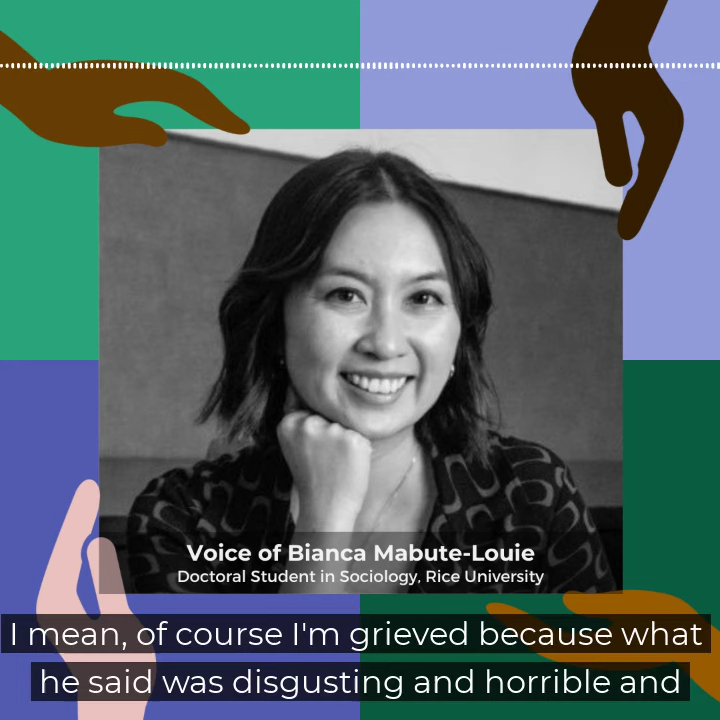 Voice of Bianca Mabute-Louie
Doctoral Student in Sociology, Rice University
I mean, of course I'm grieved because what
he said was disgusting and horrible and